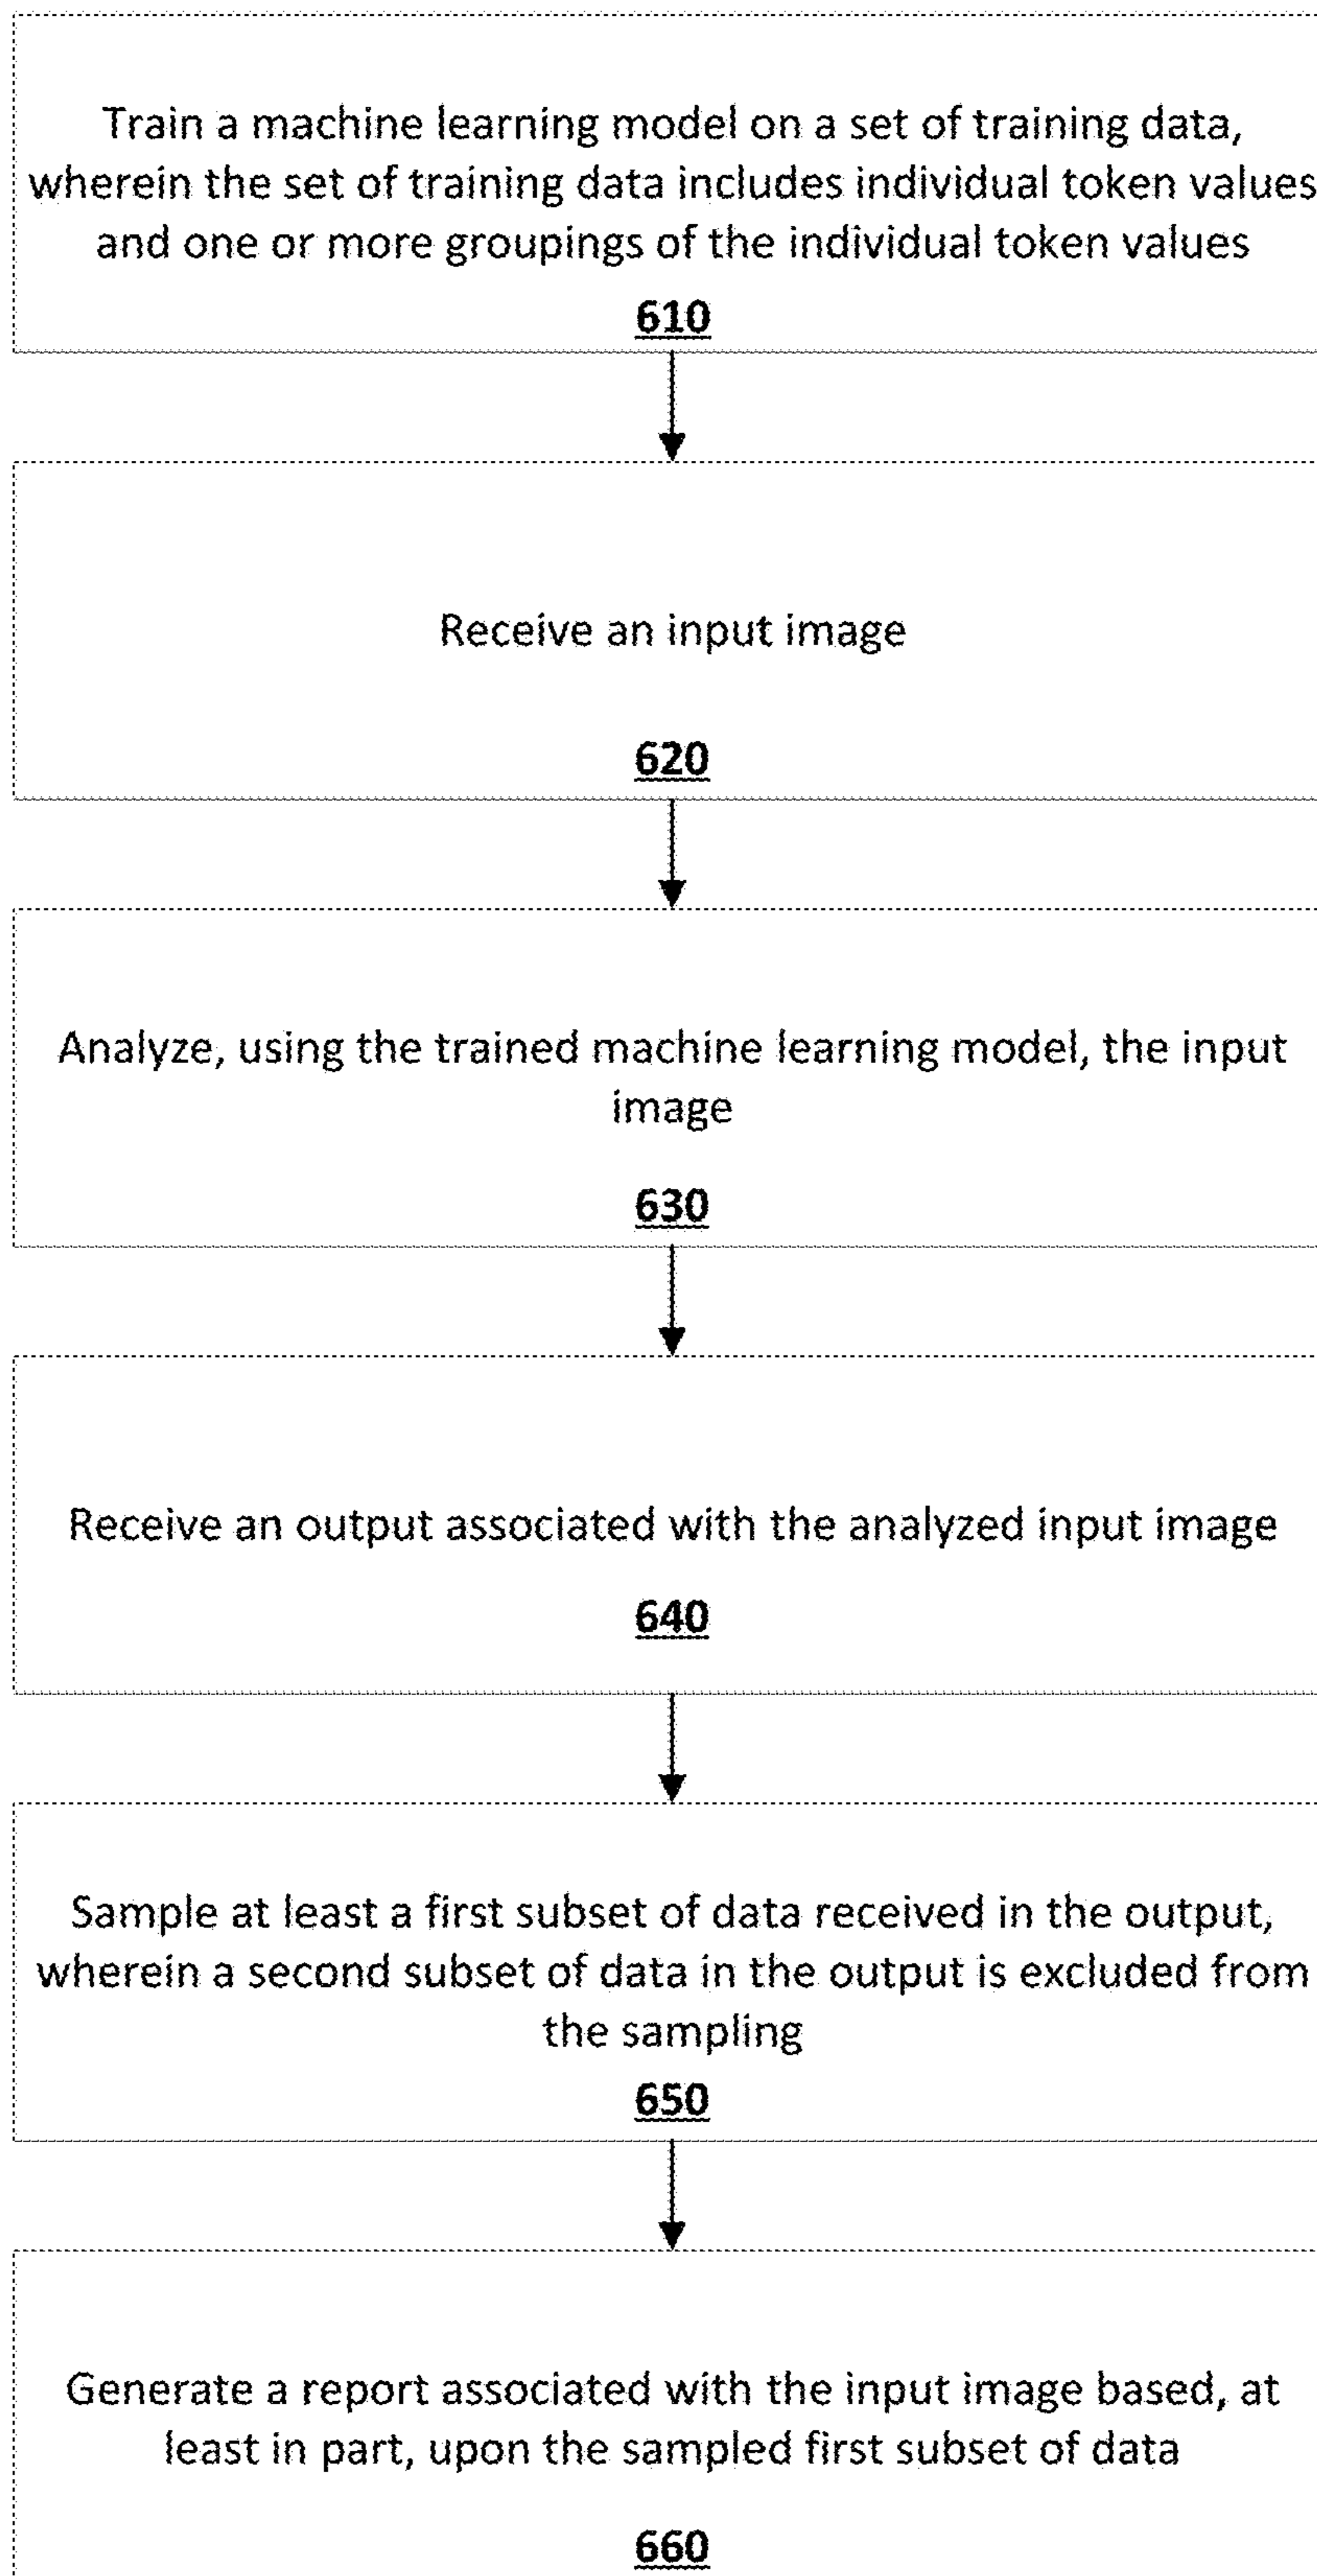 Train a machine learning model on a set of training data,
wherein the set of training data includes individual token values
and one or more groupings of the individual token values
610
Receive an input image
620
Analyze, using the trained machine learning model, the input
image
630
Receive an output associated with the analyzed input image
640
Sample at least a first subset of data received in the output,
wherein a second subset of data in the output is excluded from
the sampling
650
Generate a report associated with the input image based, at
least in part, upon the sampled first subset of data
660